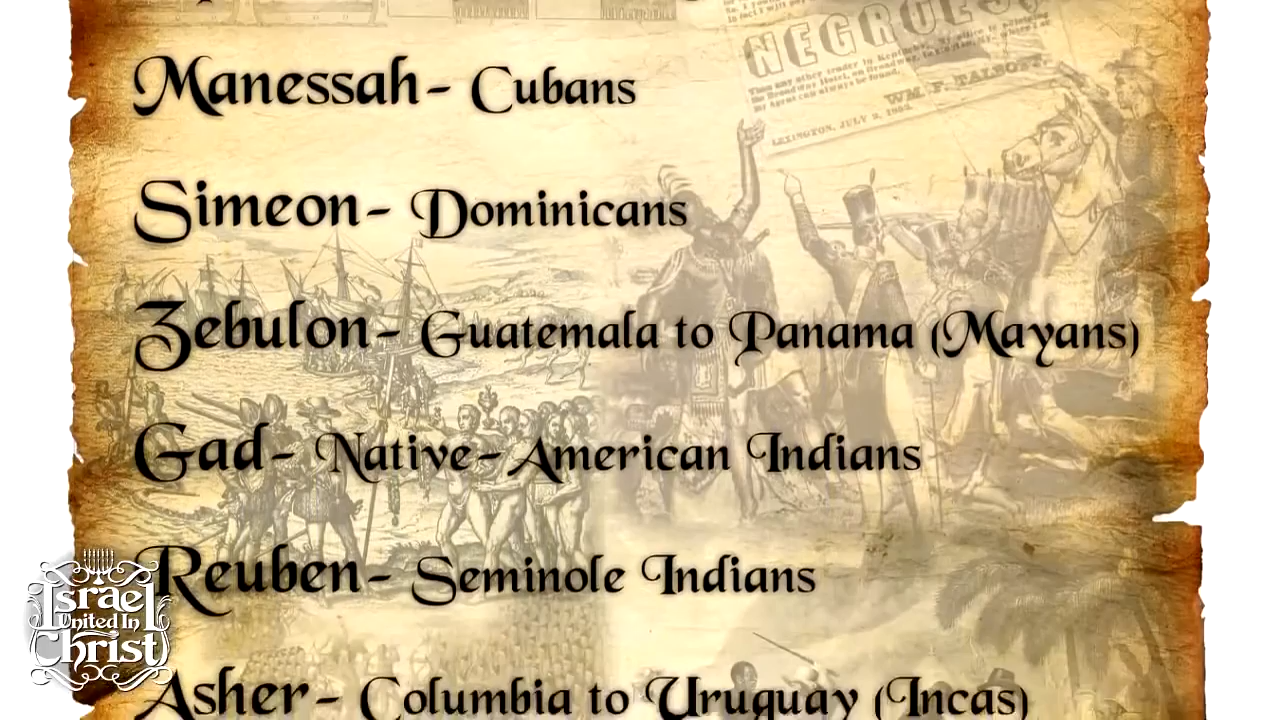 NEGROES,
WM. F. TALBOTT.
LEXINGTON, JULY 2, 1853.
Manessah- Cubans
Simeon- Dominicans
Zebulon- Guatemala to Panama (Mayans)
Gad- Native-American Indians
Reuben- Seminole Indians
Asher- Columbia to Uruguay (Incas)
Israel
United In
Christ